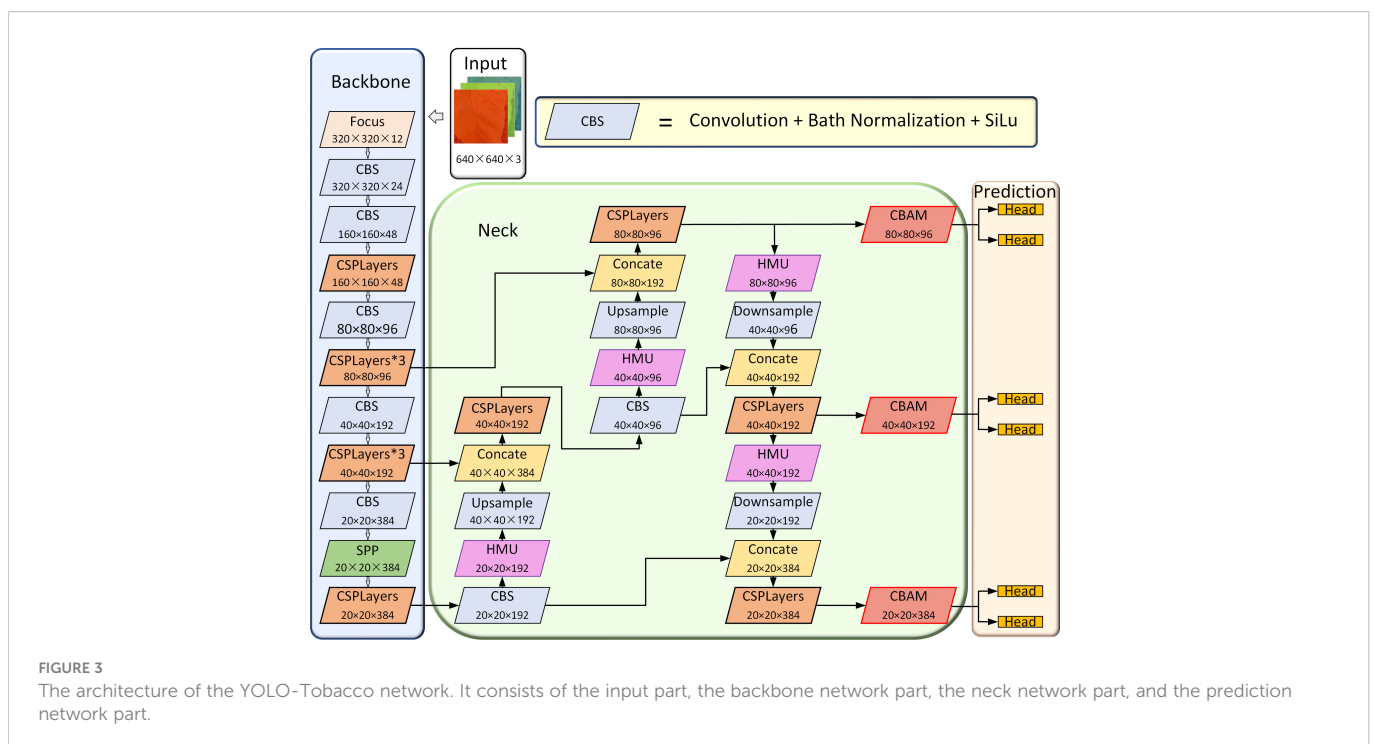 Backbone
Focus
320×320×12
CBS
320×320×24
CBS
160×160×48
CSPLayers
160×160×48
CBS
80×80×96
CSPLayers*3
80×80×96
CBS
40×40×192
CSPLayers*3
40×40×192
CBS
20×20×384
SPP
20×20×384
CSPLayers
20×20×384
Input
640×640×3
CBS = Convolution + Bath Normalization + SiLu
Neck
CSPLayers
40×40×192
Concate
40×40×384
Upsample
40×40×192
HMU
20×20×192
CBS
20×20×192
CSPLayers
80×80×96
Concate
80×80×192
Upsample
80×80×96
HMU
40×40×96
CBS
40×40×96
HMU
80×80×96
Downsample
40×40×96
Concate
40×40×192
CSPLayers
40×40×192
HMU
40×40×192
Downsample
20×20×192
Concate
20×20×384
CSPLayers
20×20×384
CBAM
80×80×96
CBAM
40×40×192
CBAM
20×20×384
Prediction
Head
Head
Head
Head
Head
Head
FIGURE 3
The architecture of the YOLO-Tobacco network. It consists of the input part, the backbone network part, the neck network part, and the prediction
network part.